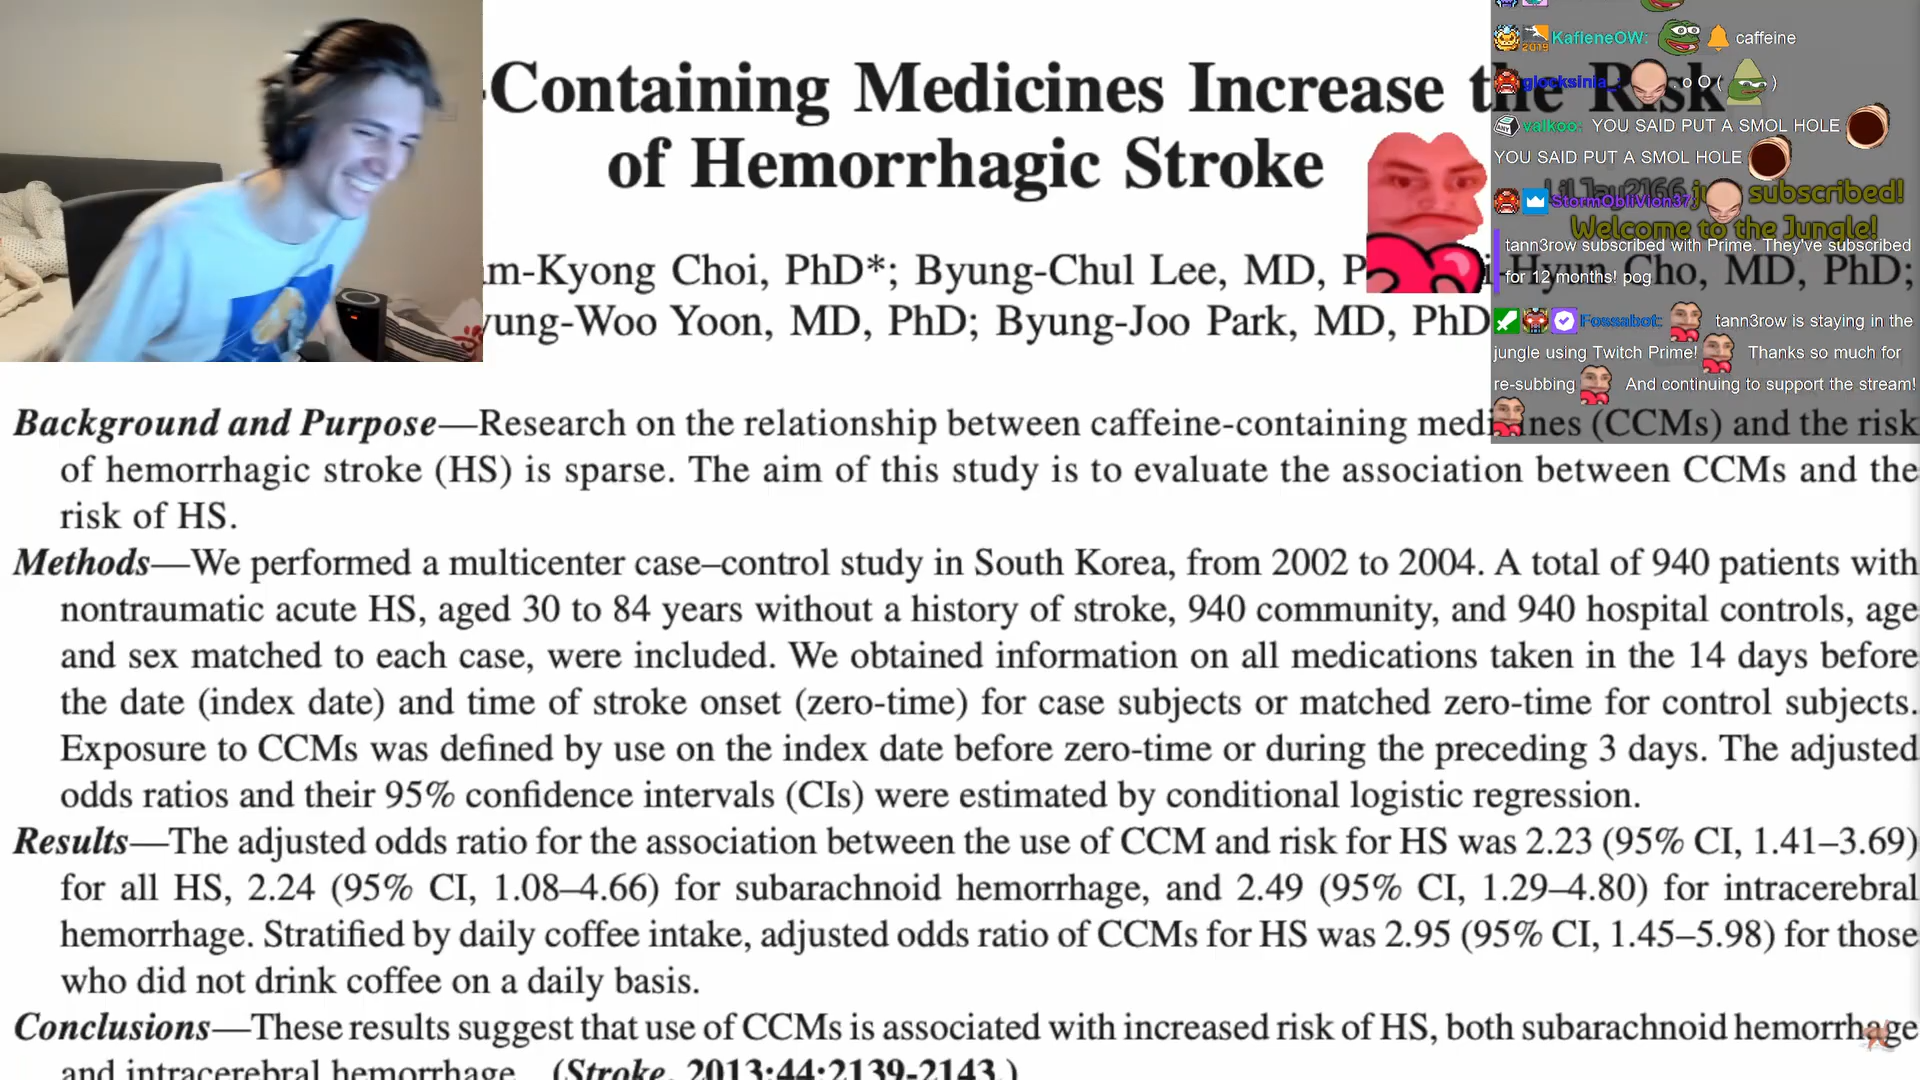 -Containing Medicines Increase the Risk
of Hemorrhagic Stroke
m-Kyong Choi, PhD*; Byung-Chul Lee, MD, P i-Hyun Cho, MD, PhD;
yung-Woo Yoon, MD, PhD; Byung-Joo Park, MD, PhD
Background and Purpose—Research on the relationship between caffeine-containing medicines (CCMs) and the risk
of hemorrhagic stroke (HS) is sparse. The aim of this study is to evaluate the association between CCMs and the
risk of HS.
Methods—We performed a multicenter case–control study in South Korea, from 2002 to 2004. A total of 940 patients with
nontraumatic acute HS, aged 30 to 84 years without a history of stroke, 940 community, and 940 hospital controls, age
and sex matched to each case, were included. We obtained information on all medications taken in the 14 days before
the date (index date) and time of stroke onset (zero-time) for case subjects or matched zero-time for control subjects.
Exposure to CCMs was defined by use on the index date before zero-time or during the preceding 3 days. The adjusted
odds ratios and their 95% confidence intervals (CIs) were estimated by conditional logistic regression.
Results—The adjusted odds ratio for the association between the use of CCM and risk for HS was 2.23 (95% CI, 1.41–3.69)
for all HS, 2.24 (95% CI, 1.08–4.66) for subarachnoid hemorrhage, and 2.49 (95% CI, 1.29–4.80) for intracerebral
hemorrhage. Stratified by daily coffee intake, adjusted odds ratio of CCMs for HS was 2.95 (95% CI, 1.45–5.98) for those
who did not drink coffee on a daily basis.
Conclusions—These results suggest that use of CCMs is associated with increased risk of HS, both subarachnoid hemorrhage
and intracerebral hemorrhage. (Stroke. 2013;44:2139-2143.)
2019 KafleneOW: caffeine
glocksinia_: . o O ( )
valkoo: YOU SAID PUT A SMOL HOLE
YOU SAID PUT A SMOL HOLE
LilJay2166 just subscribed!
StormObliVion37:
Welcome to the Jungle!
tann3row subscribed with Prime. They've subscribed
for 12 months! pog
Fossabot: tann3row is staying in the
jungle using Twitch Prime! Thanks so much for
re-subbing And continuing to support the stream!